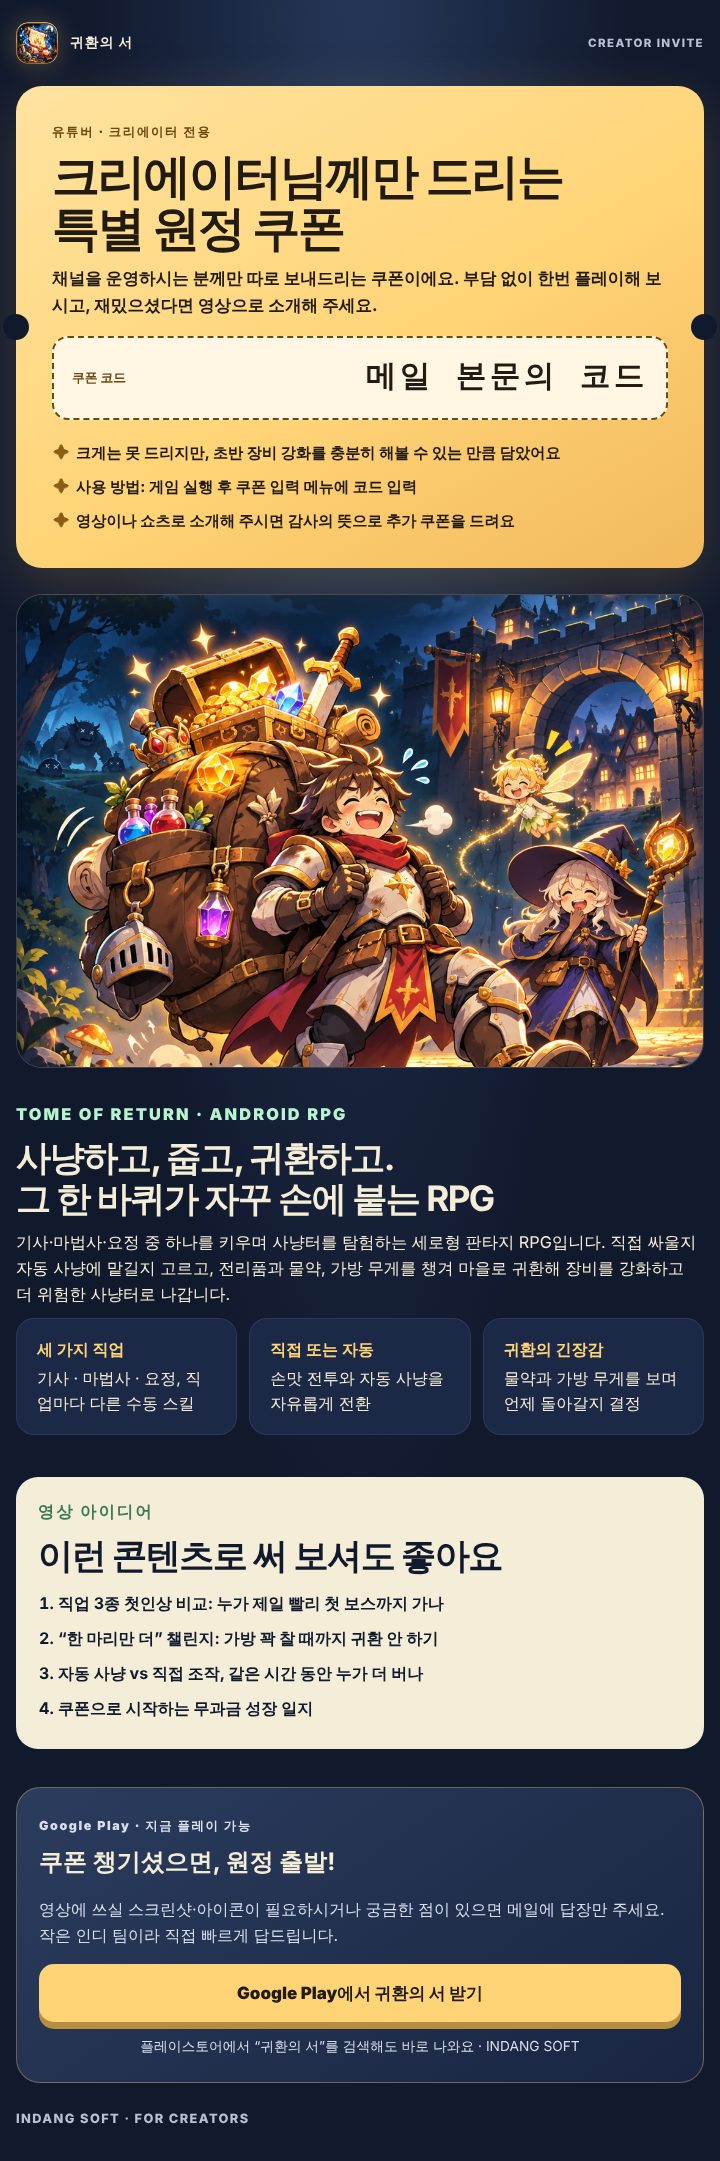 귀환의 서
CREATOR INVITE
유튜버 · 크리에이터 전용
크리에이터님께만 드리는
특별 원정 쿠폰
채널을 운영하시는 분께만 따로 보내드리는 쿠폰이에요. 부담 없이 한번 플레이해 보
시고, 재밌으셨다면 영상으로 소개해 주세요.
쿠폰 코드
메일 본문의 코드
크게는 못 드리지만, 초반 장비 강화를 충분히 해볼 수 있는 만큼 담았어요
사용 방법: 게임 실행 후 쿠폰 입력 메뉴에 코드 입력
영상이나 쇼츠로 소개해 주시면 감사의 뜻으로 추가 쿠폰을 드려요
TOME OF RETURN · ANDROID RPG
사냥하고, 줍고, 귀환하고.
그 한 바퀴가 자꾸 손에 붙는 RPG
기사·마법사·요정 중 하나를 키우며 사냥터를 탐험하는 세로형 판타지 RPG입니다. 직접 싸울지
자동 사냥에 맡길지 고르고, 전리품과 물약, 가방 무게를 챙겨 마을로 귀환해 장비를 강화하고
더 위험한 사냥터로 나갑니다.
세 가지 직업
기사 · 마법사 · 요정, 직
업마다 다른 수동 스킬
직접 또는 자동
손맛 전투와 자동 사냥을
자유롭게 전환
귀환의 긴장감
물약과 가방 무게를 보며
언제 돌아갈지 결정
영상 아이디어
이런 콘텐츠로 써 보셔도 좋아요
1. 직업 3종 첫인상 비교: 누가 제일 빨리 첫 보스까지 가나
2. “한 마리만 더” 챌린지: 가방 꽉 찰 때까지 귀환 안 하기
3. 자동 사냥 vs 직접 조작, 같은 시간 동안 누가 더 버나
4. 쿠폰으로 시작하는 무과금 성장 일지
Google Play · 지금 플레이 가능
쿠폰 챙기셨으면, 원정 출발!
영상에 쓰실 스크린샷·아이콘이 필요하시거나 궁금한 점이 있으면 메일에 답장만 주세요.
작은 인디 팀이라 직접 빠르게 답드립니다.
Google Play에서 귀환의 서 받기
플레이스토어에서 “귀환의 서”를 검색해도 바로 나와요 · INDANG SOFT
INDANG SOFT · FOR CREATORS